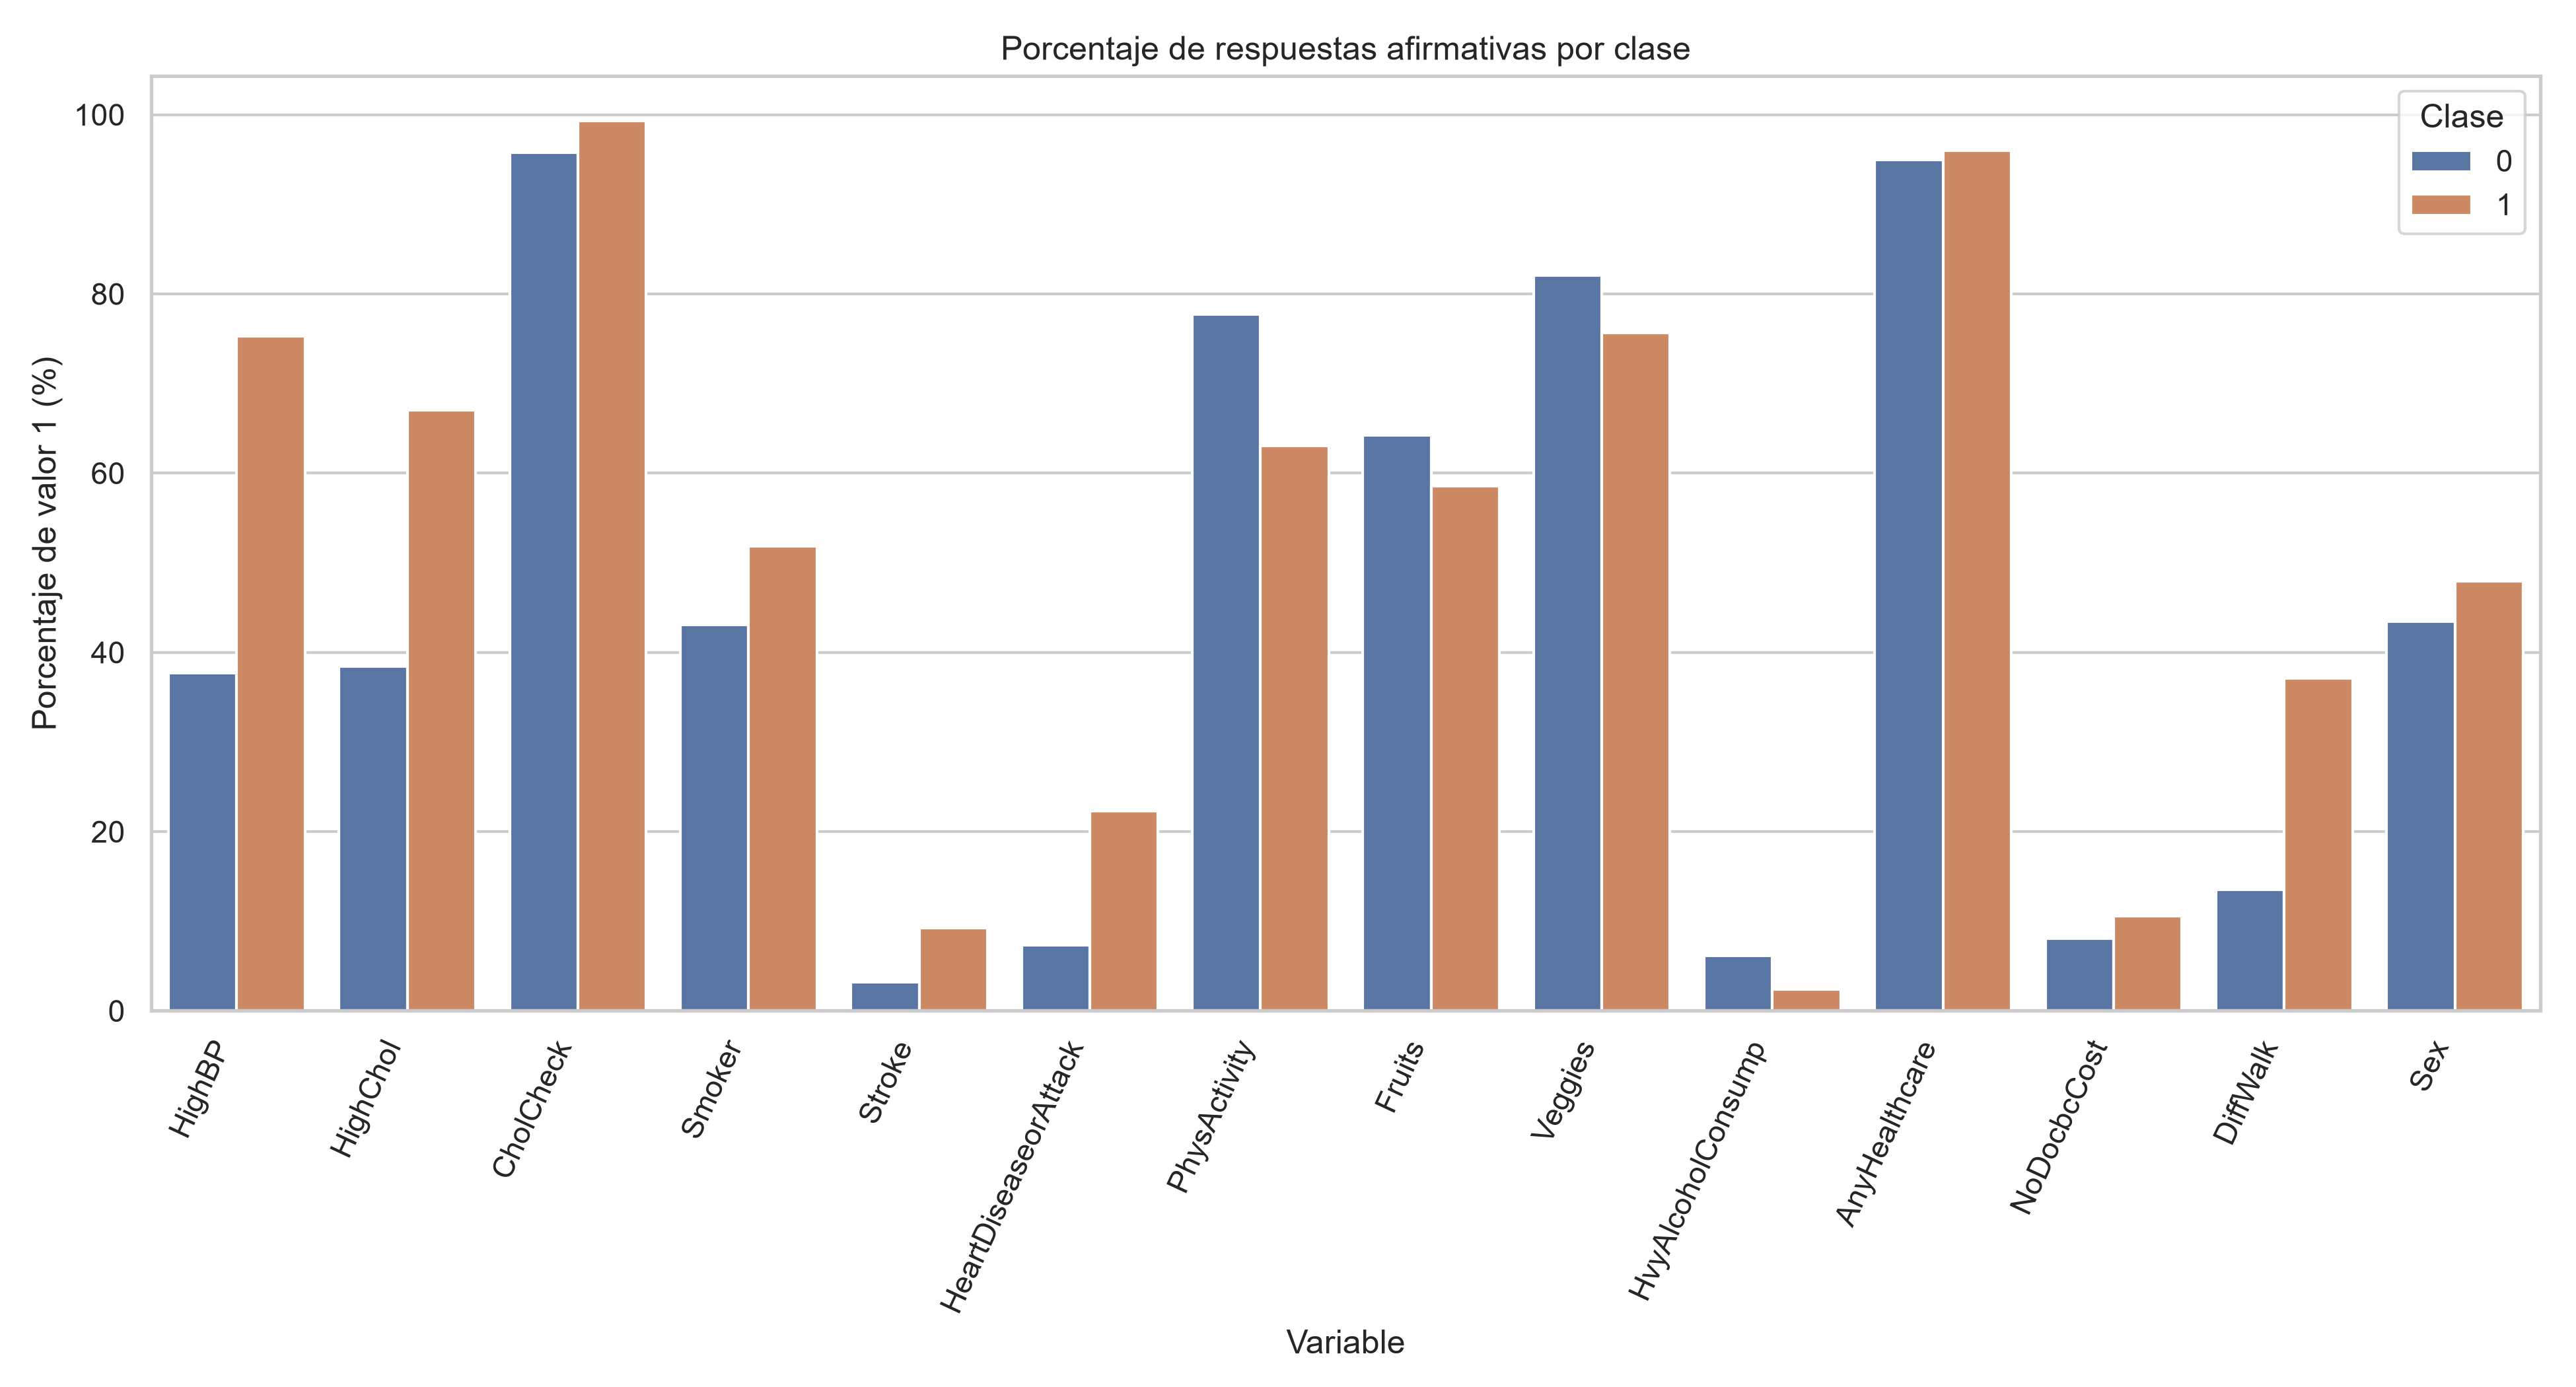 Porcentaje de respuestas afirmativas por clase
Porcentaje de valor 1 (%)
100
80
60
40
20
0
Clase
0
1
HighBP
HighChol
CholCheck
Smoker
Stroke
HeartDiseaseorAttack
PhysActivity
Fruits
Veggies
HvyAlcoholConsump
AnyHealthcare
NoDocbcCost
DiffWalk
Sex
Variable